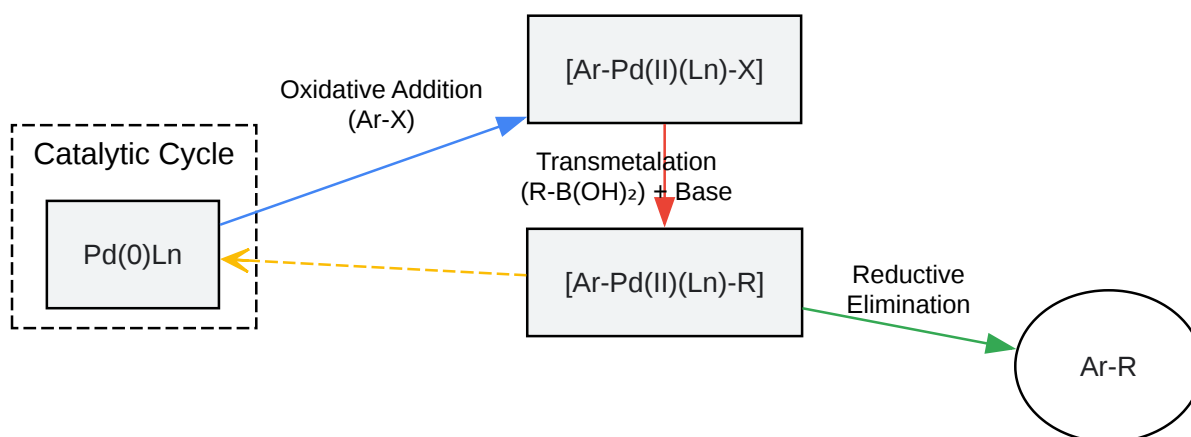 [Ar-Pd(II)(Ln)-X]
Oxidative Addition
(Ar-X)
Catalytic Cycle
Transmetalation
(R-B(OH)₂) + Base
Pd(0)Ln
[Ar-Pd(II)(Ln)-R]
Reductive
Elimination
Ar-R